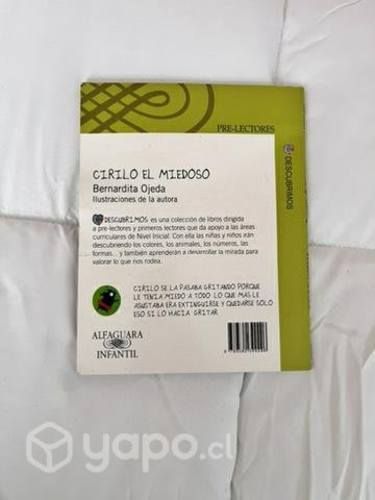 PRE-LECTORES
DESCUBRIMOS
CIRILO EL MIEDOSO
Bernardita Ojeda
Ilustraciones de la autora
DESCUBRIMOS es una colección de libros dirigida
a pre-lectores y primeros lectores que da apoyo a las áreas
curriculares de Nivel Inicial. Con ella las niñas y niños irán
descubriendo los colores, los animales, los números, las
formas... y también aprenderán a desarrollar la mirada para
valorar lo que nos rodea.
CIRILO SE LA PASABA GRITANDO PORQUE
LE TENIA MIEDO A TODO LO QUE MAS LE
ASUSTABA ERA EXTINGUIRSE Y QUEDARSE SOLO
ESO SI LO HACIA GRITAR
ALFAGUARA
INFANTIL
yapo.cl